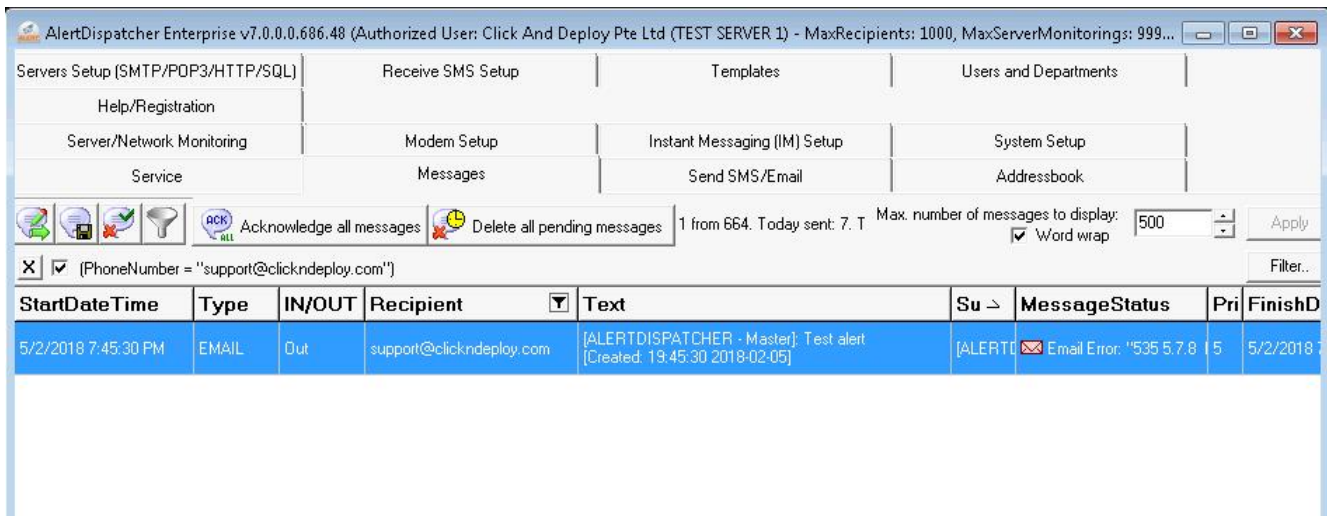 AlertDispatcher Enterprise v7.0.0.0.686.48 (Authorized User: Click And Deploy Pte Ltd (TEST SERVER 1) - MaxRecipients: 1000, MaxServerMonitorings: 999...
Servers Setup (SMTP/POP3/HTTP/SQL) Receive SMS Setup Templates Users and Departments
Help/Registration
Server/Network Monitoring Modem Setup Instant Messaging (IM) Setup System Setup
Service Messages Send SMS/Email Addressbook
ACK ALL Acknowledge all messages Delete all pending messages 1 from 664. Today sent: 7. T Max. number of messages to display: 500 Apply
Word wrap
X (PhoneNumber = "support@clickndeploy.com") Filter..
StartDateTime Type IN/OUT Recipient Text Su MessageStatus Pri FinishD
5/2/2018 7:45:30 PM EMAIL Out support@clickndeploy.com [ALERTDISPATCHER - Master]: Test alert [ALERTD Email Error: "535 5.7.8 5 5/2/2018
[Created: 19:45:30 2018-02-05]